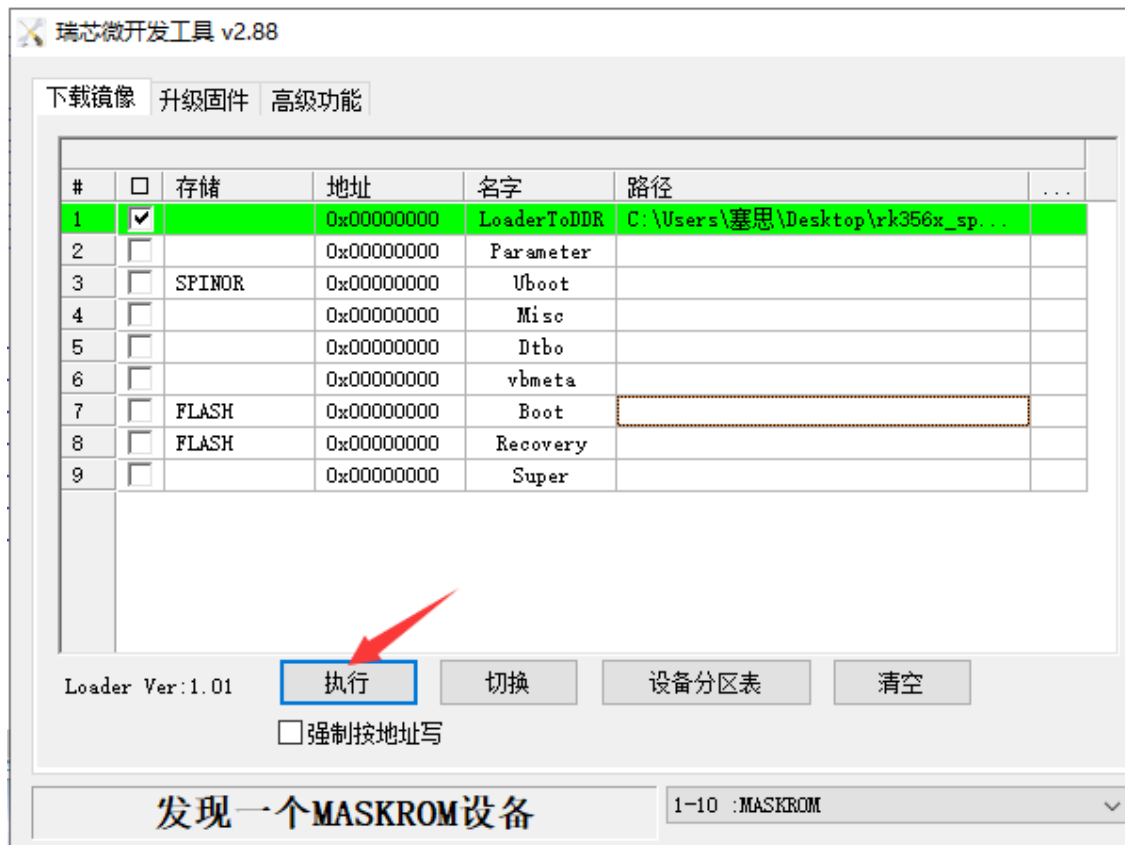 瑞芯微开发工具 v2.88
下载镜像 升级固件 高级功能
# 存储 地址 名字 路径 ...
1 0x00000000 LoaderToDDR C:\Users\塞思\Desktop\rk356x_sp...
2 0x00000000 Parameter
3 SPINOR 0x00000000 Uboot
4 0x00000000 Misc
5 0x00000000 Dtbo
6 0x00000000 vbmeta
7 FLASH 0x00000000 Boot
8 FLASH 0x00000000 Recovery
9 0x00000000 Super
Loader Ver:1.01 执行 切换 设备分区表 清空
强制按地址写
发现一个MASKROM设备 1-10 :MASKROM